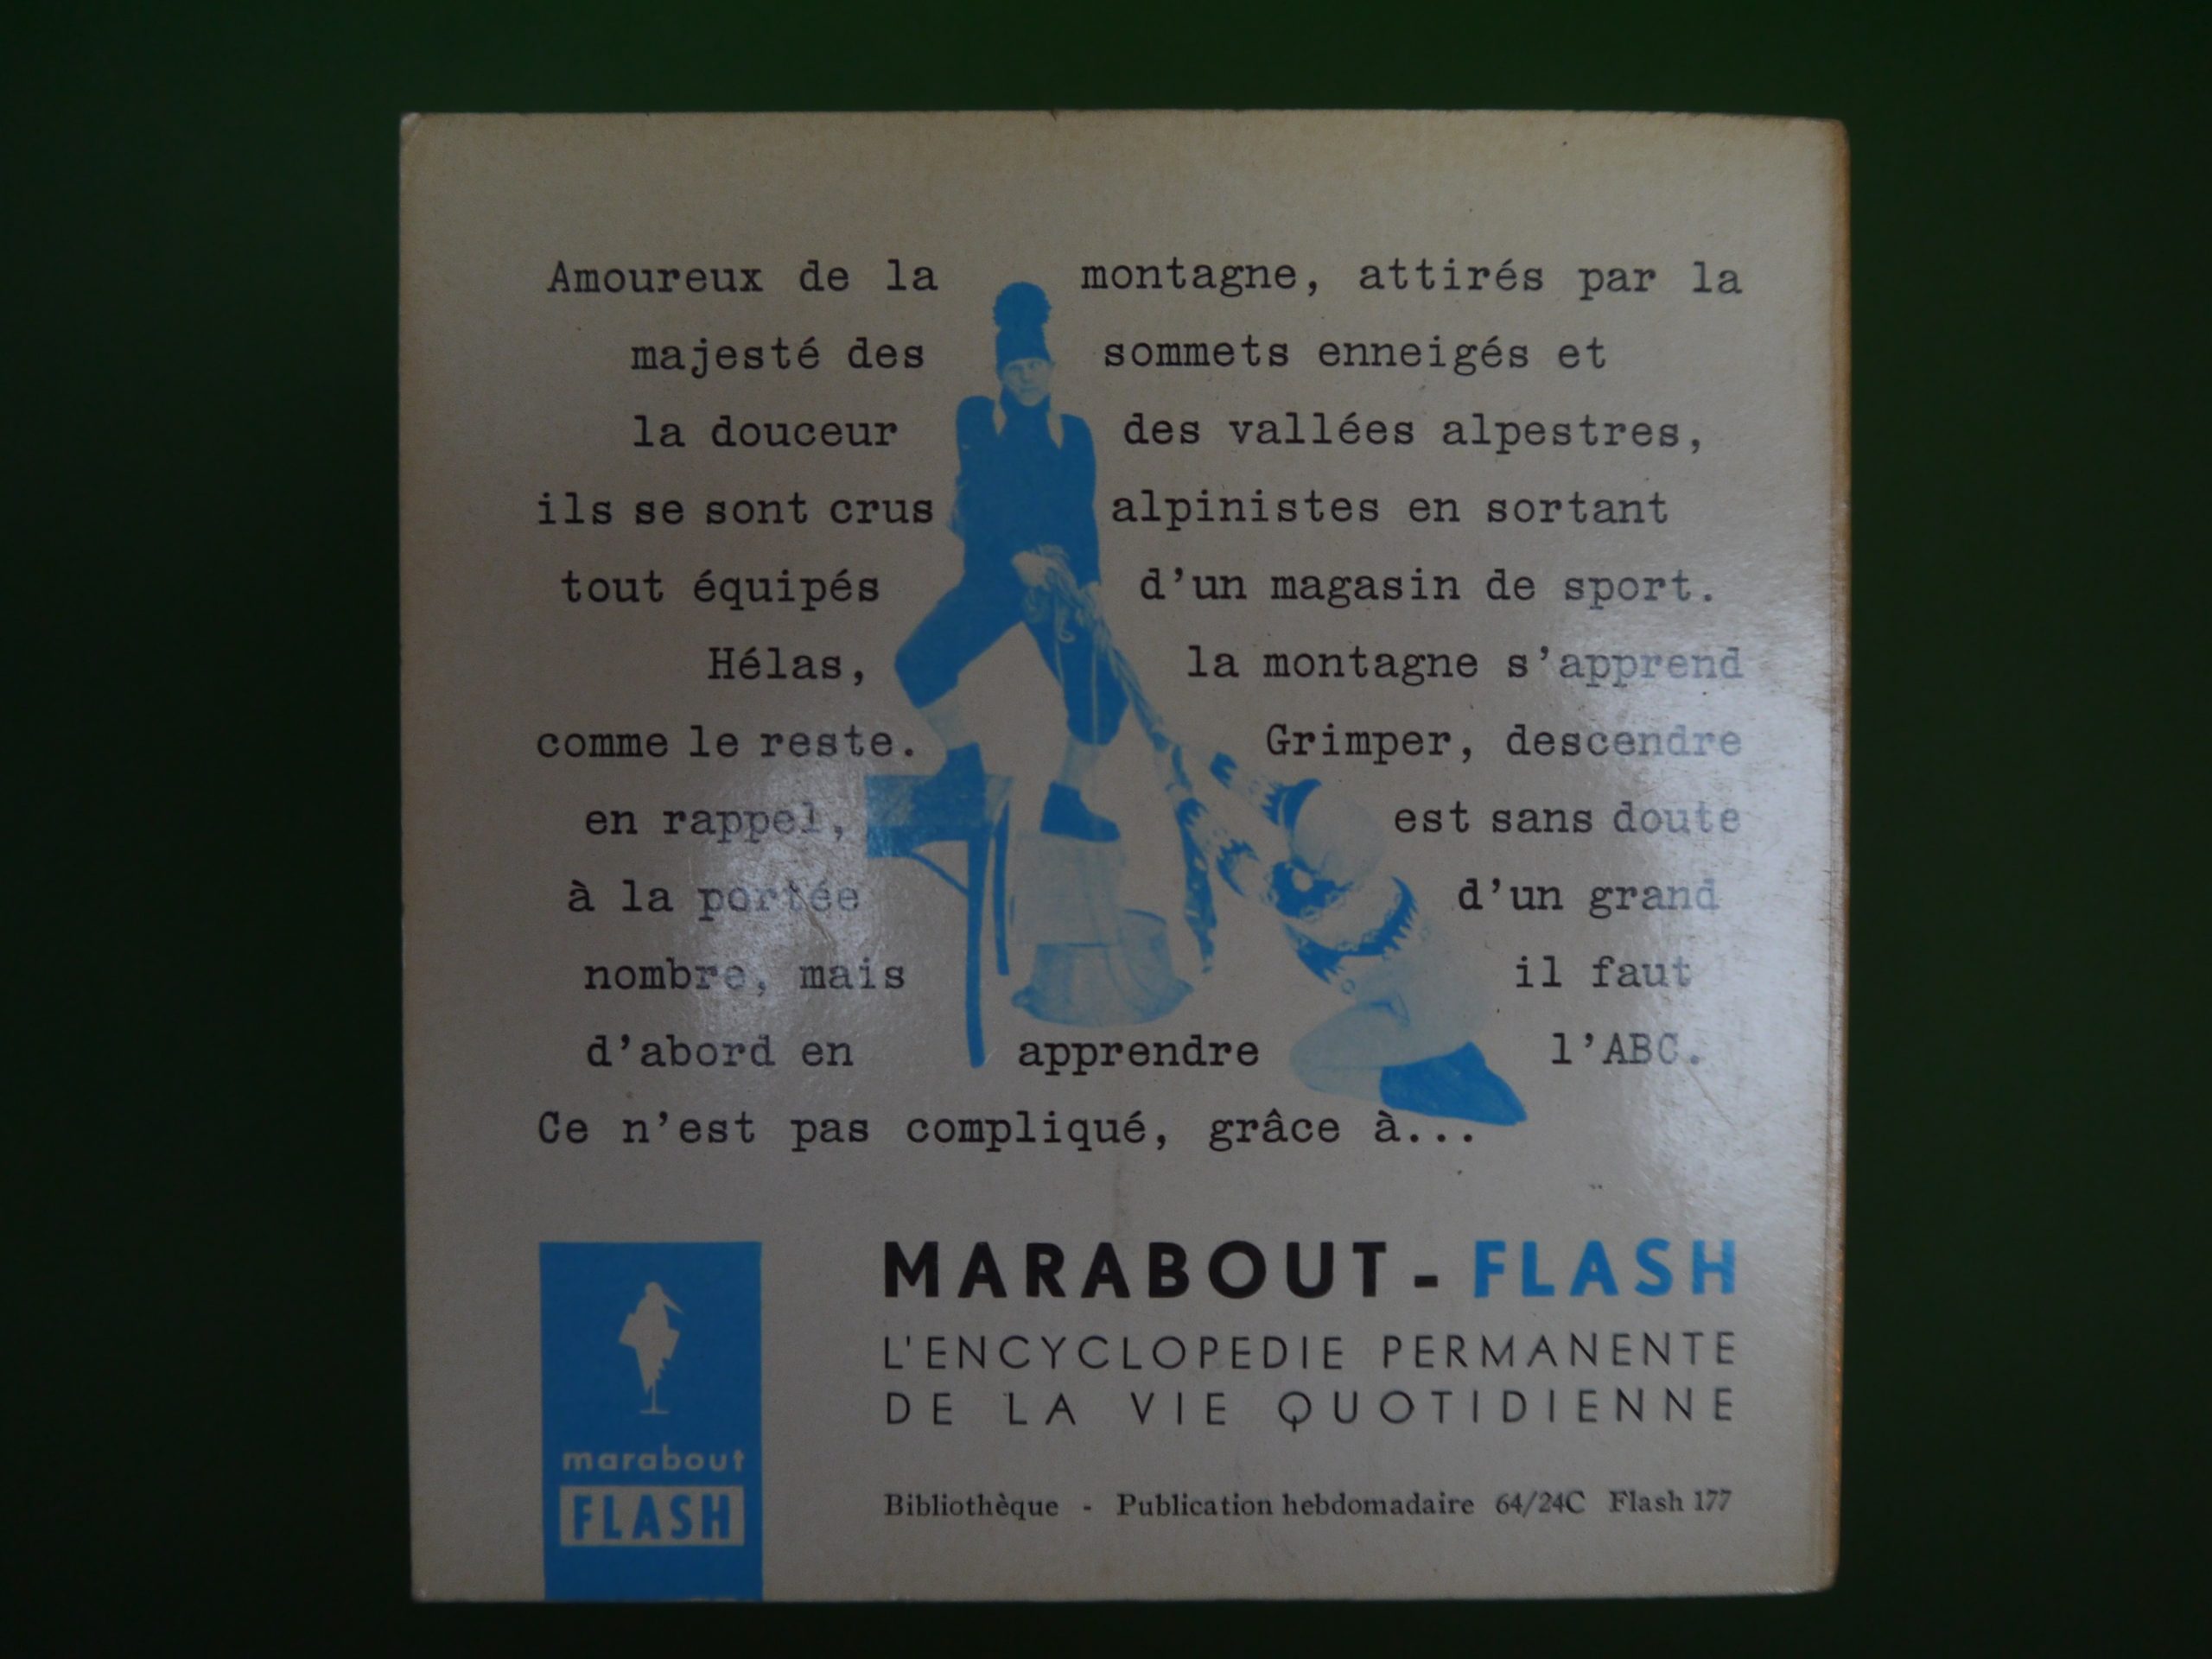 Amoureux de la montagne, attirés par la
majesté des sommets enneigés et
la douceur des vallées alpestres,
ils se sont crus alpinistes en sortant
tout équipés d'un magasin de sport.
Hélas, la montagne s'apprend
comme le reste. Grimper, descendre
en rappel, est sans doute
à la portée d'un grand
nombre, mais il faut
d'abord en apprendre l'ABC.
Ce n'est pas compliqué, grâce à...
MARABOUT - FLASH
L'ENCYCLOPEDIE PERMANENTE
DE LA VIE QUOTIDIENNE
Bibliothèque - Publication hebdomadaire 64/24C Flash 177
marabout
FLASH